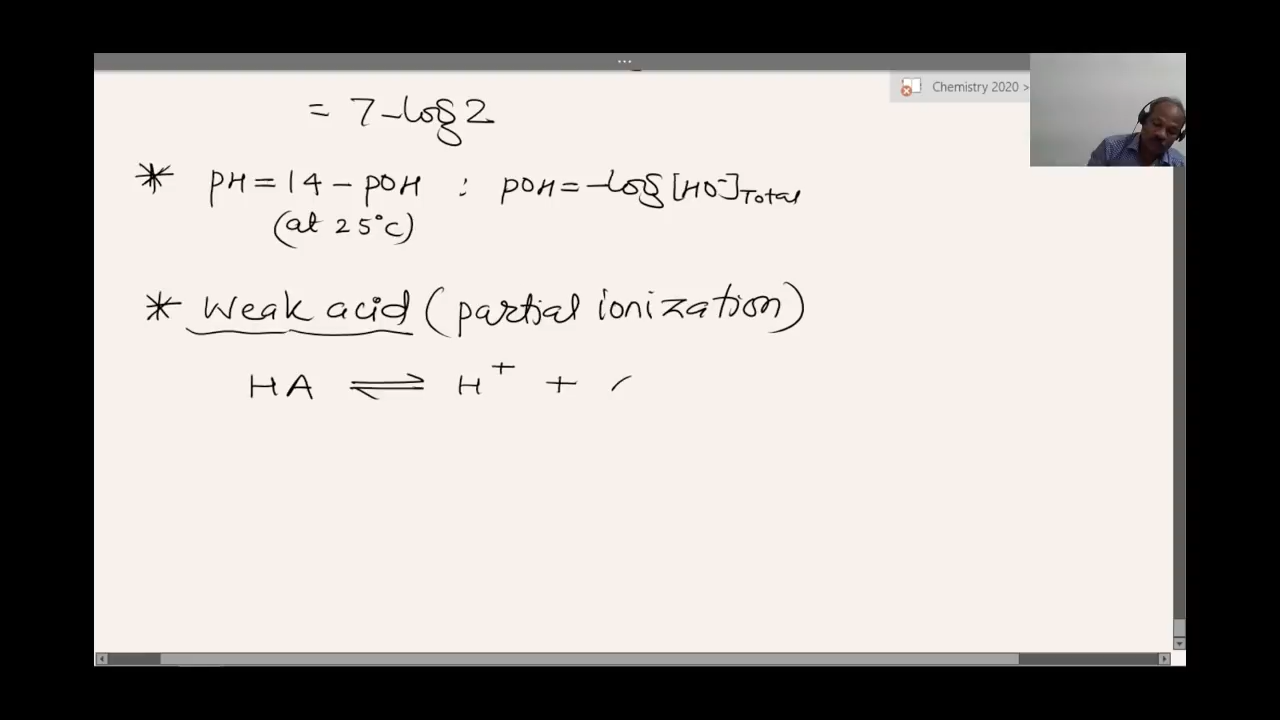 Chemistry 2020 >
= 7 - log 2
* pH = 14 - pOH : pOH = -log [HO⁻]Total
(at 25°C)
* Weak acid (partial ionization)
HA ⇌ H⁺ +